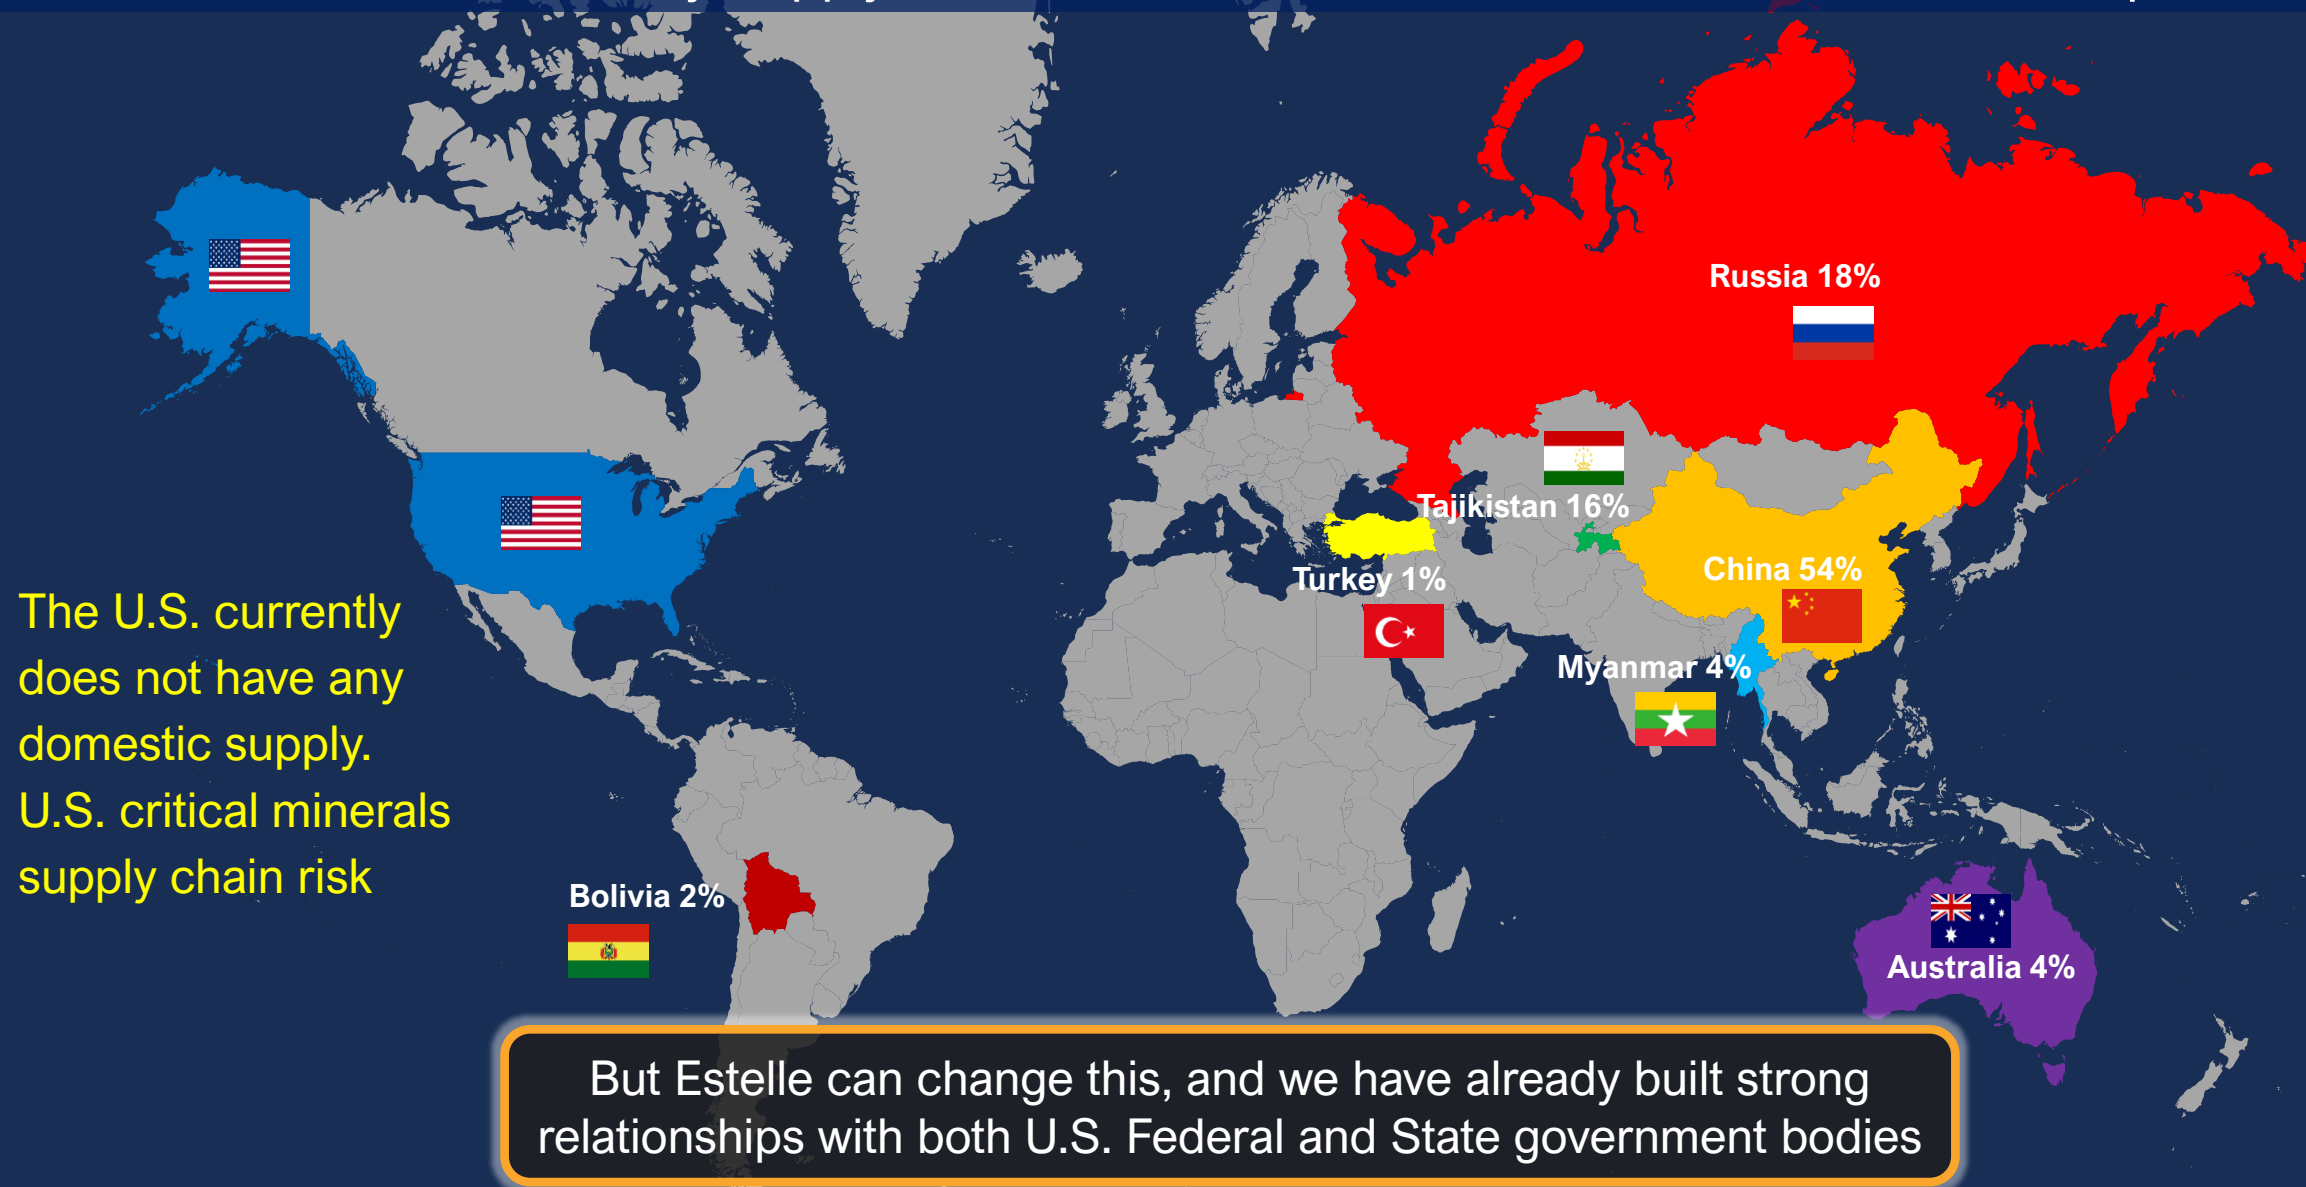 Russia 18%
Tajikistan 16%
China 54%
Turkey 1%
The U.S. currently
does not have any
domestic supply.
U.S. critical minerals
supply chain risk
Myanmar 4%
Bolivia 2%
Australia 4%
But Estelle can change this, and we have already built strong
relationships with both U.S. Federal and State government bodies